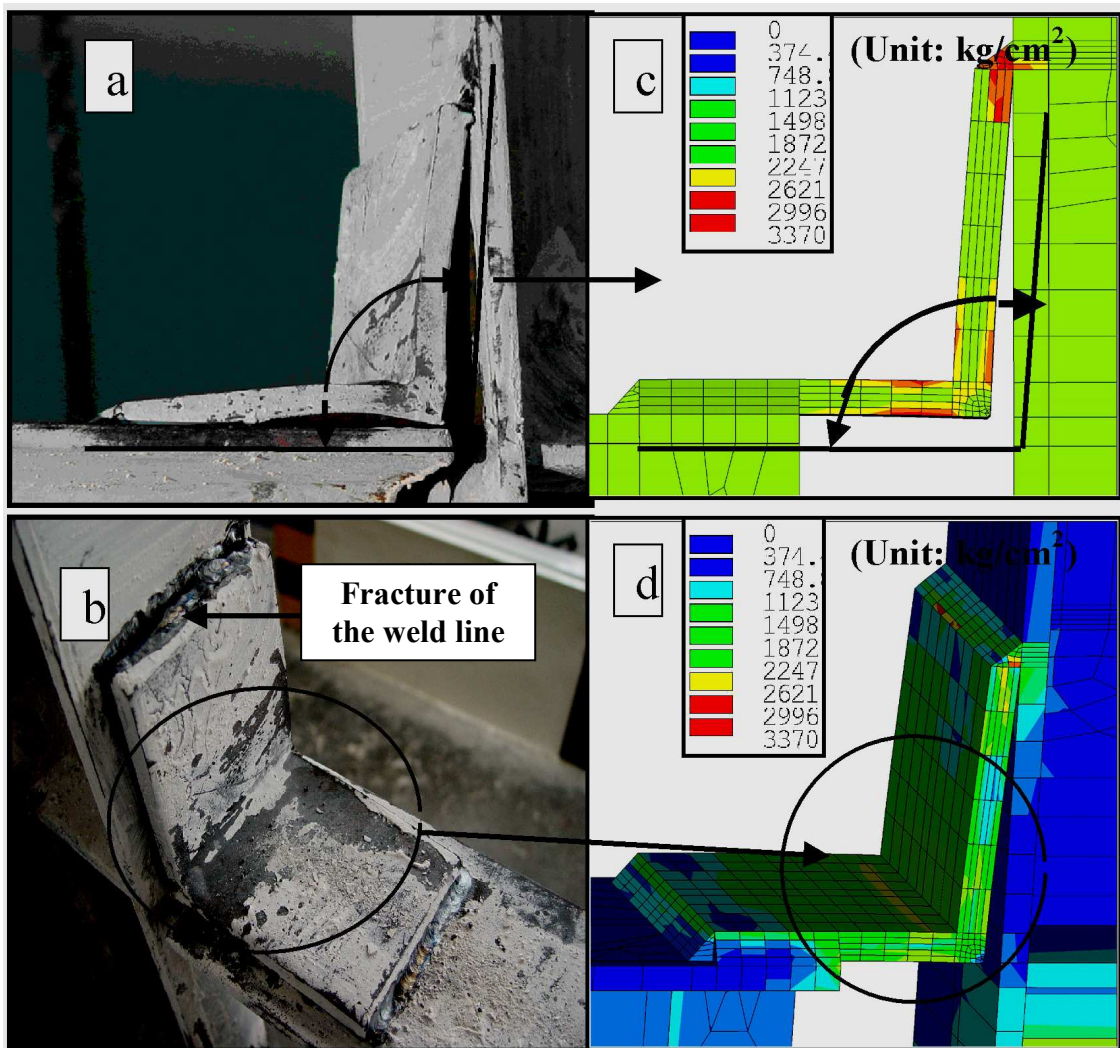 a
c
(Unit: kg/cm²)
0
374.
748.
1123
1498
1872
2247
2621
2996
3370
b
Fracture of
the weld line
d
(Unit: kg/cm²)
0
374.
748.
1123
1498
1872
2247
2621
2996
3370